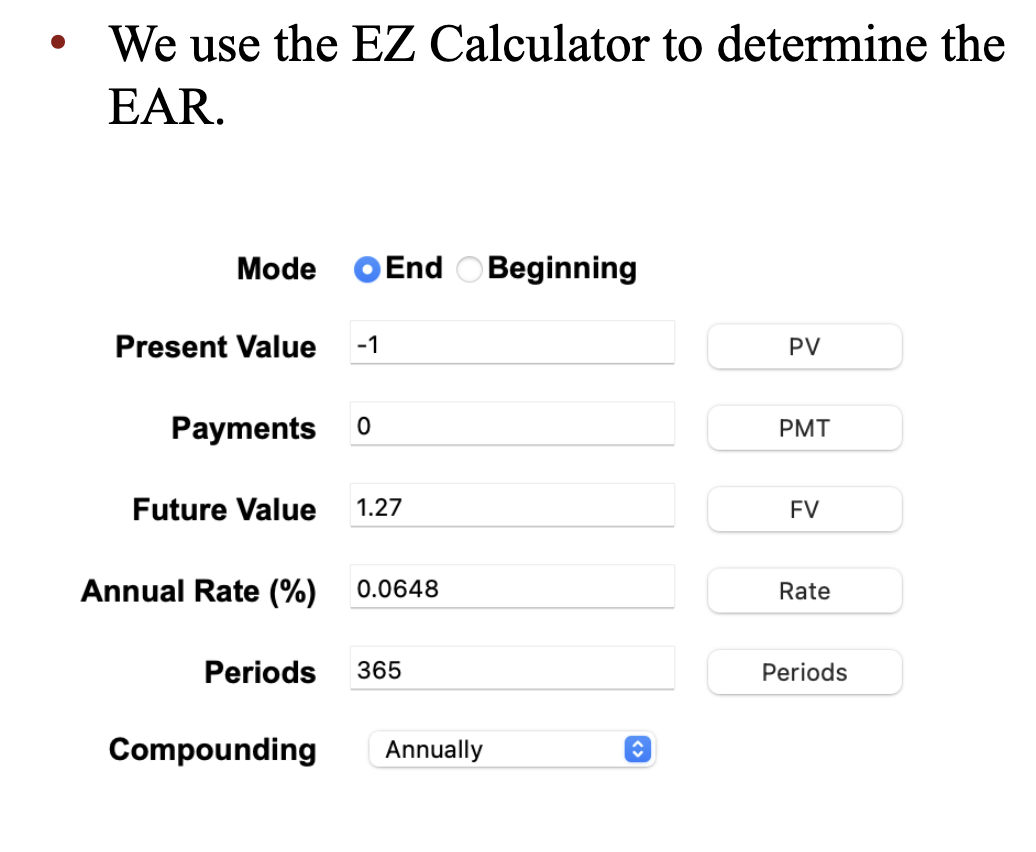 • We use the EZ Calculator to determine the
EAR.
Mode End Beginning
Present Value -1 PV
Payments 0 PMT
Future Value 1.27 FV
Annual Rate (%) 0.0648 Rate
Periods 365 Periods
Compounding Annually